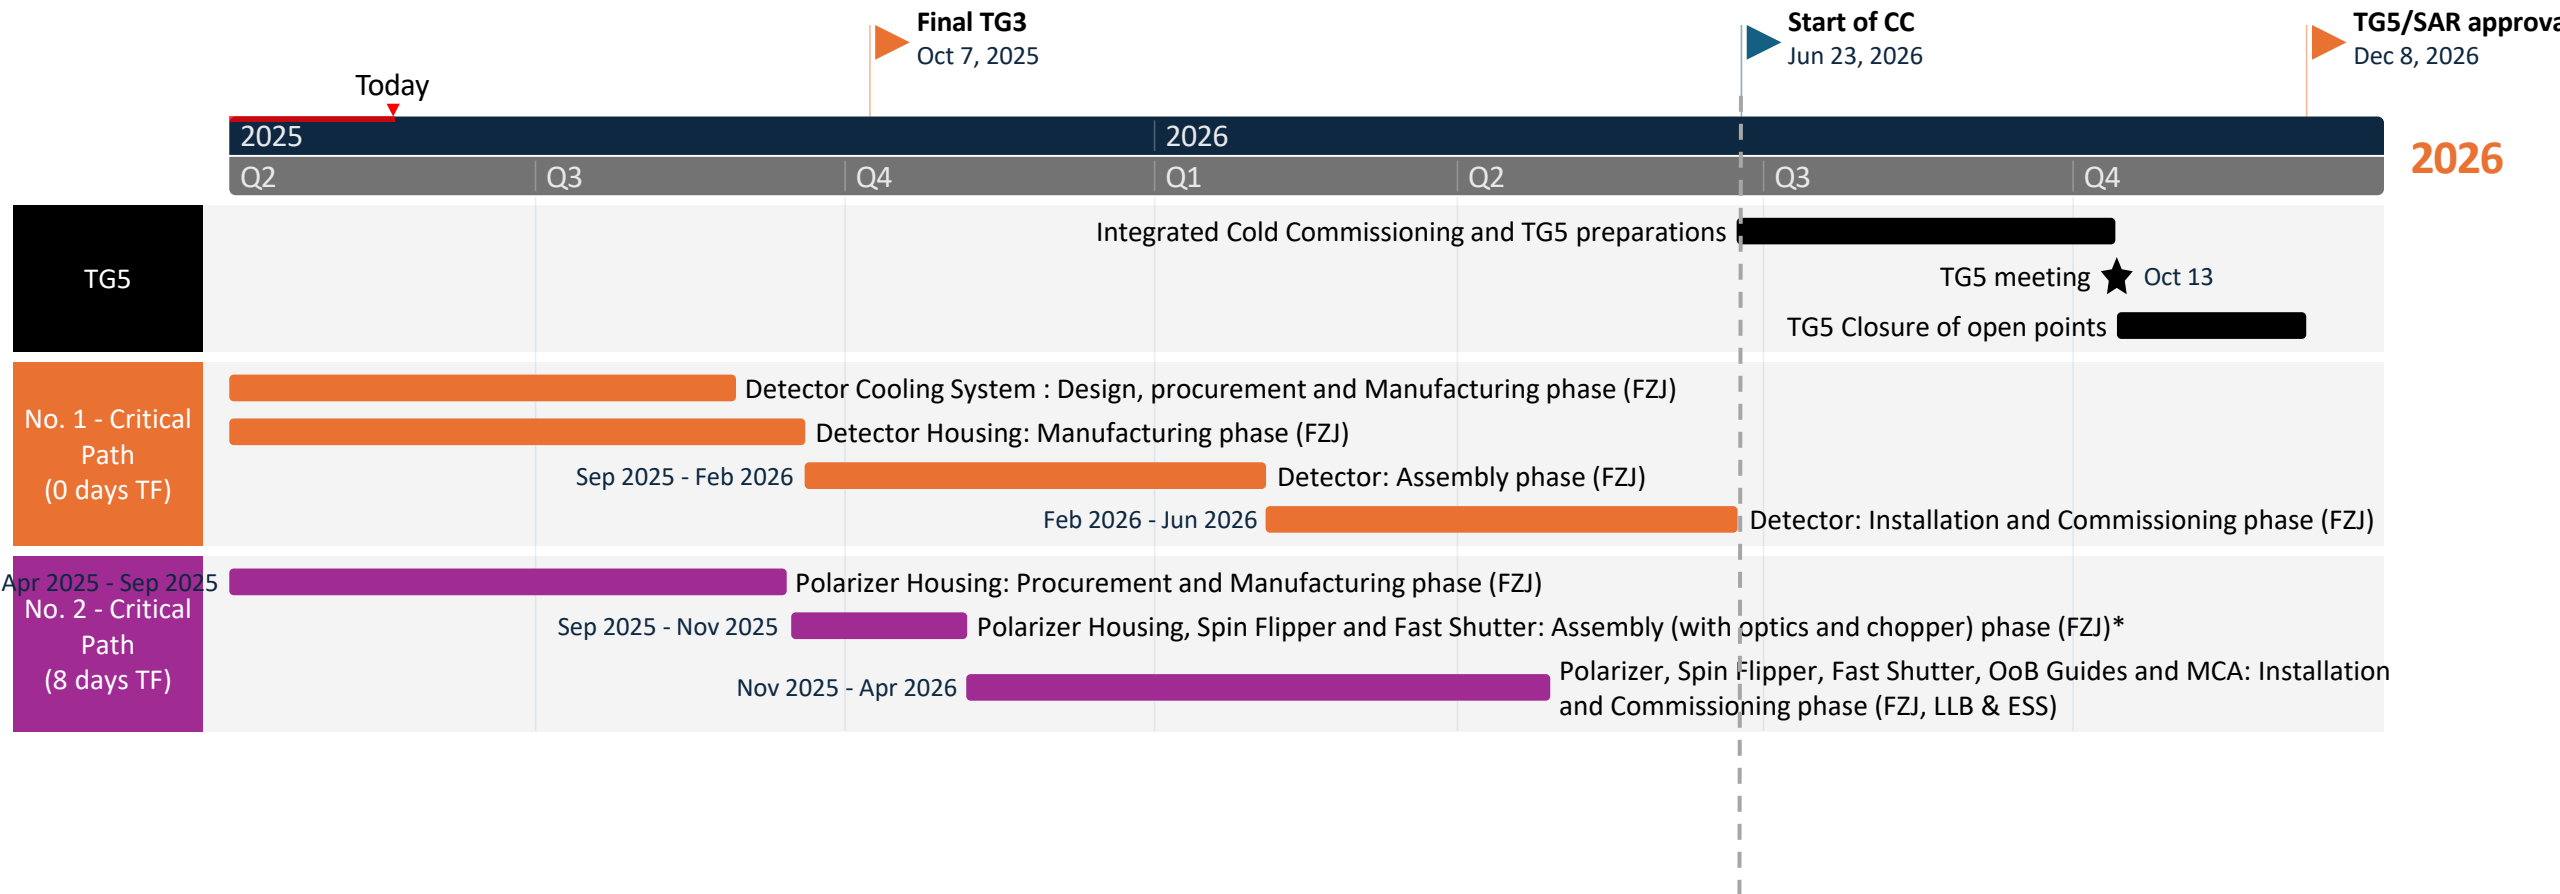 Final TG3
Oct 7, 2025
Start of CC
Jun 23, 2026
TG5/SAR approva
Dec 8, 2026
Today
2025
2026
2026
Q2
Q3
Q4
Q1
Q2
Q3
Q4
TG5
Integrated Cold Commissioning and TG5 preparations
TG5 meeting
Oct 13
TG5 Closure of open points
No. 1 - Critical
Path
(0 days TF)
Detector Cooling System : Design, procurement and Manufacturing phase (FZJ)
Detector Housing: Manufacturing phase (FZJ)
Sep 2025 - Feb 2026
Detector: Assembly phase (FZJ)
Feb 2026 - Jun 2026
Detector: Installation and Commissioning phase (FZJ)
No. 2 - Critical
Path
(8 days TF)
Apr 2025 - Sep 2025
Polarizer Housing: Procurement and Manufacturing phase (FZJ)
Sep 2025 - Nov 2025
Polarizer Housing, Spin Flipper and Fast Shutter: Assembly (with optics and chopper) phase (FZJ)*
Nov 2025 - Apr 2026
Polarizer, Spin Flipper, Fast Shutter, OoB Guides and MCA: Installation
and Commissioning phase (FZJ, LLB & ESS)